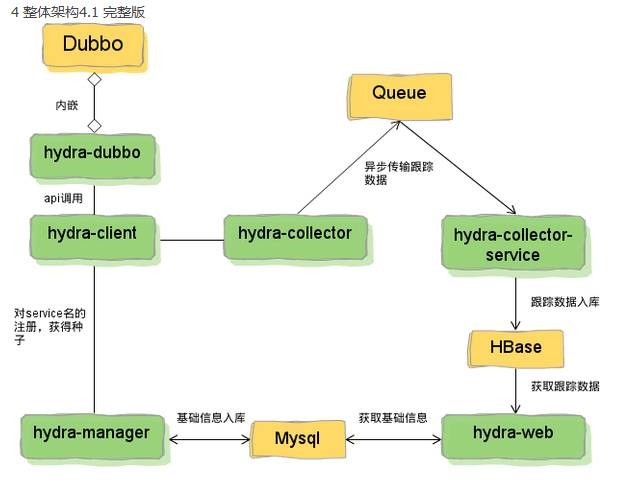 4 整体架构4.1 完整版
Dubbo
内嵌
Queue
hydra-dubbo
异步传输跟踪
数据
api调用
hydra-client
hydra-collector
hydra-collector-
service
对service名的
注册，获得种
子
跟踪数据入库
HBase
获取跟踪数据
hydra-manager
基础信息入库
Mysql
获取基础信息
hydra-web